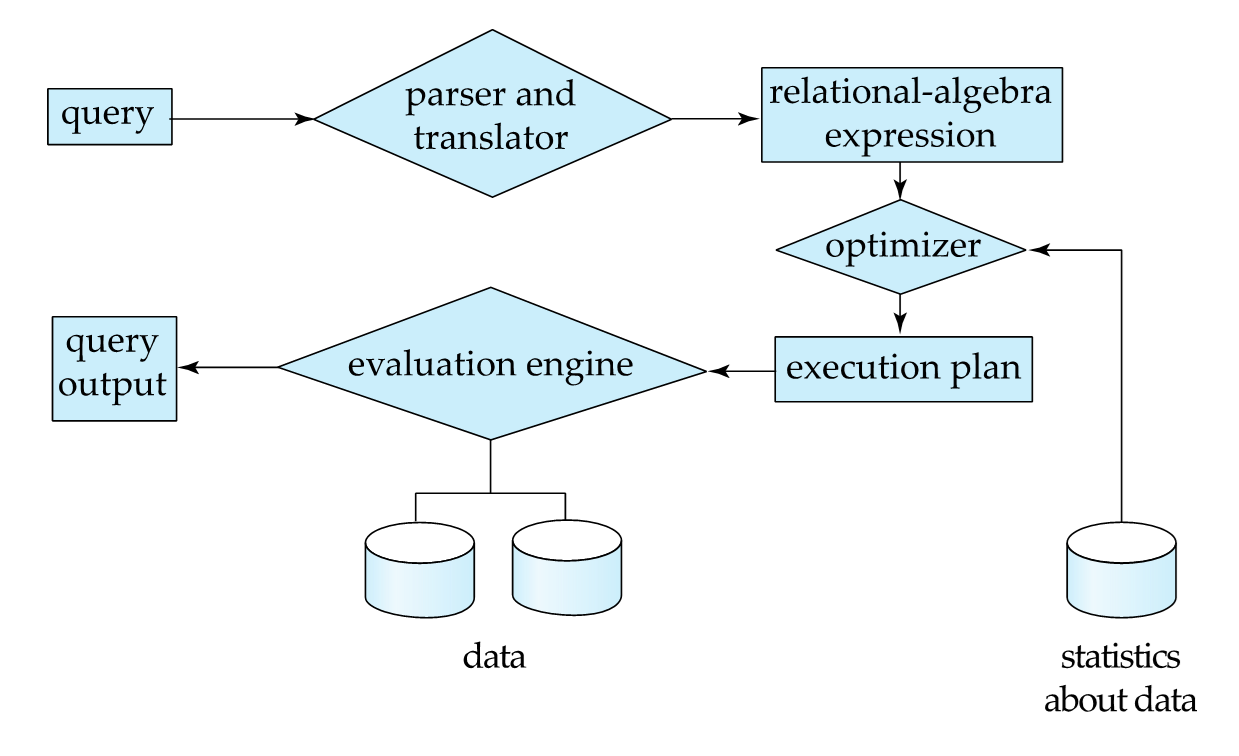 query
parser and
translator
relational-algebra
expression
optimizer
query
output
evaluation engine
execution plan
data
statistics
about data